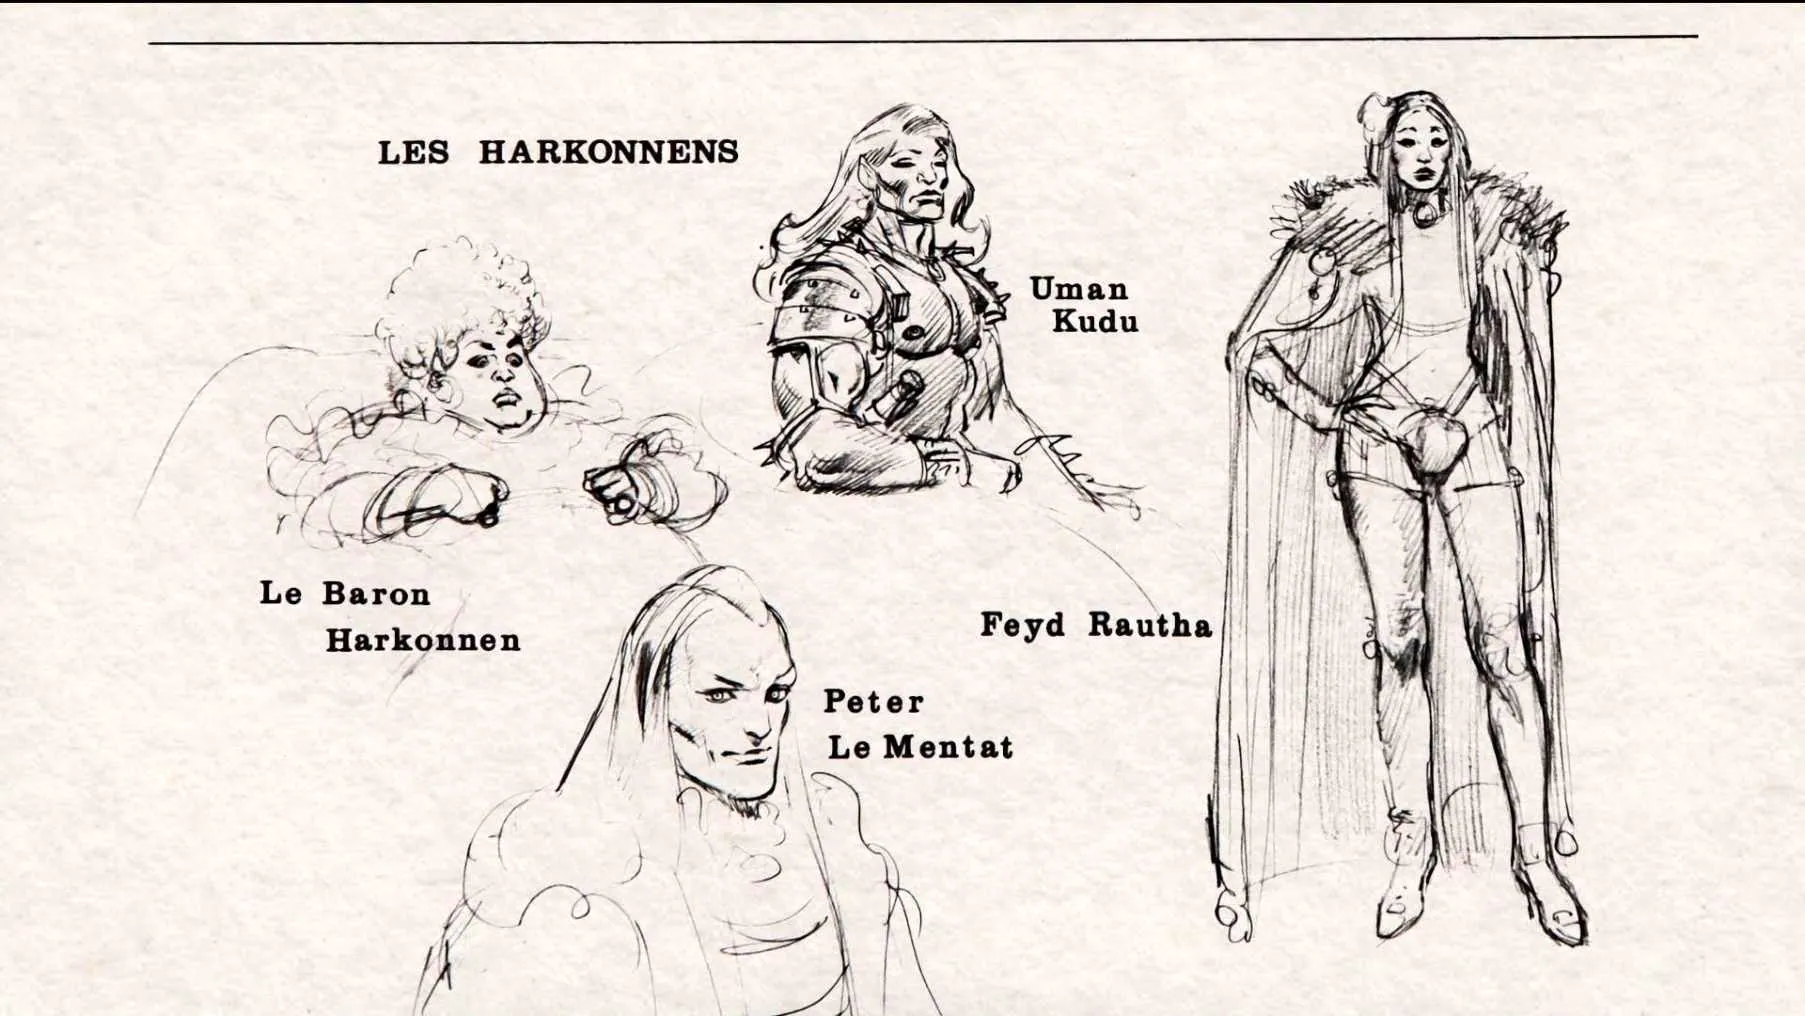 LES HARKONNENS
Uman
Kudu
Le Baron
Harkonnen
Feyd Rautha
Peter
Le Mentat